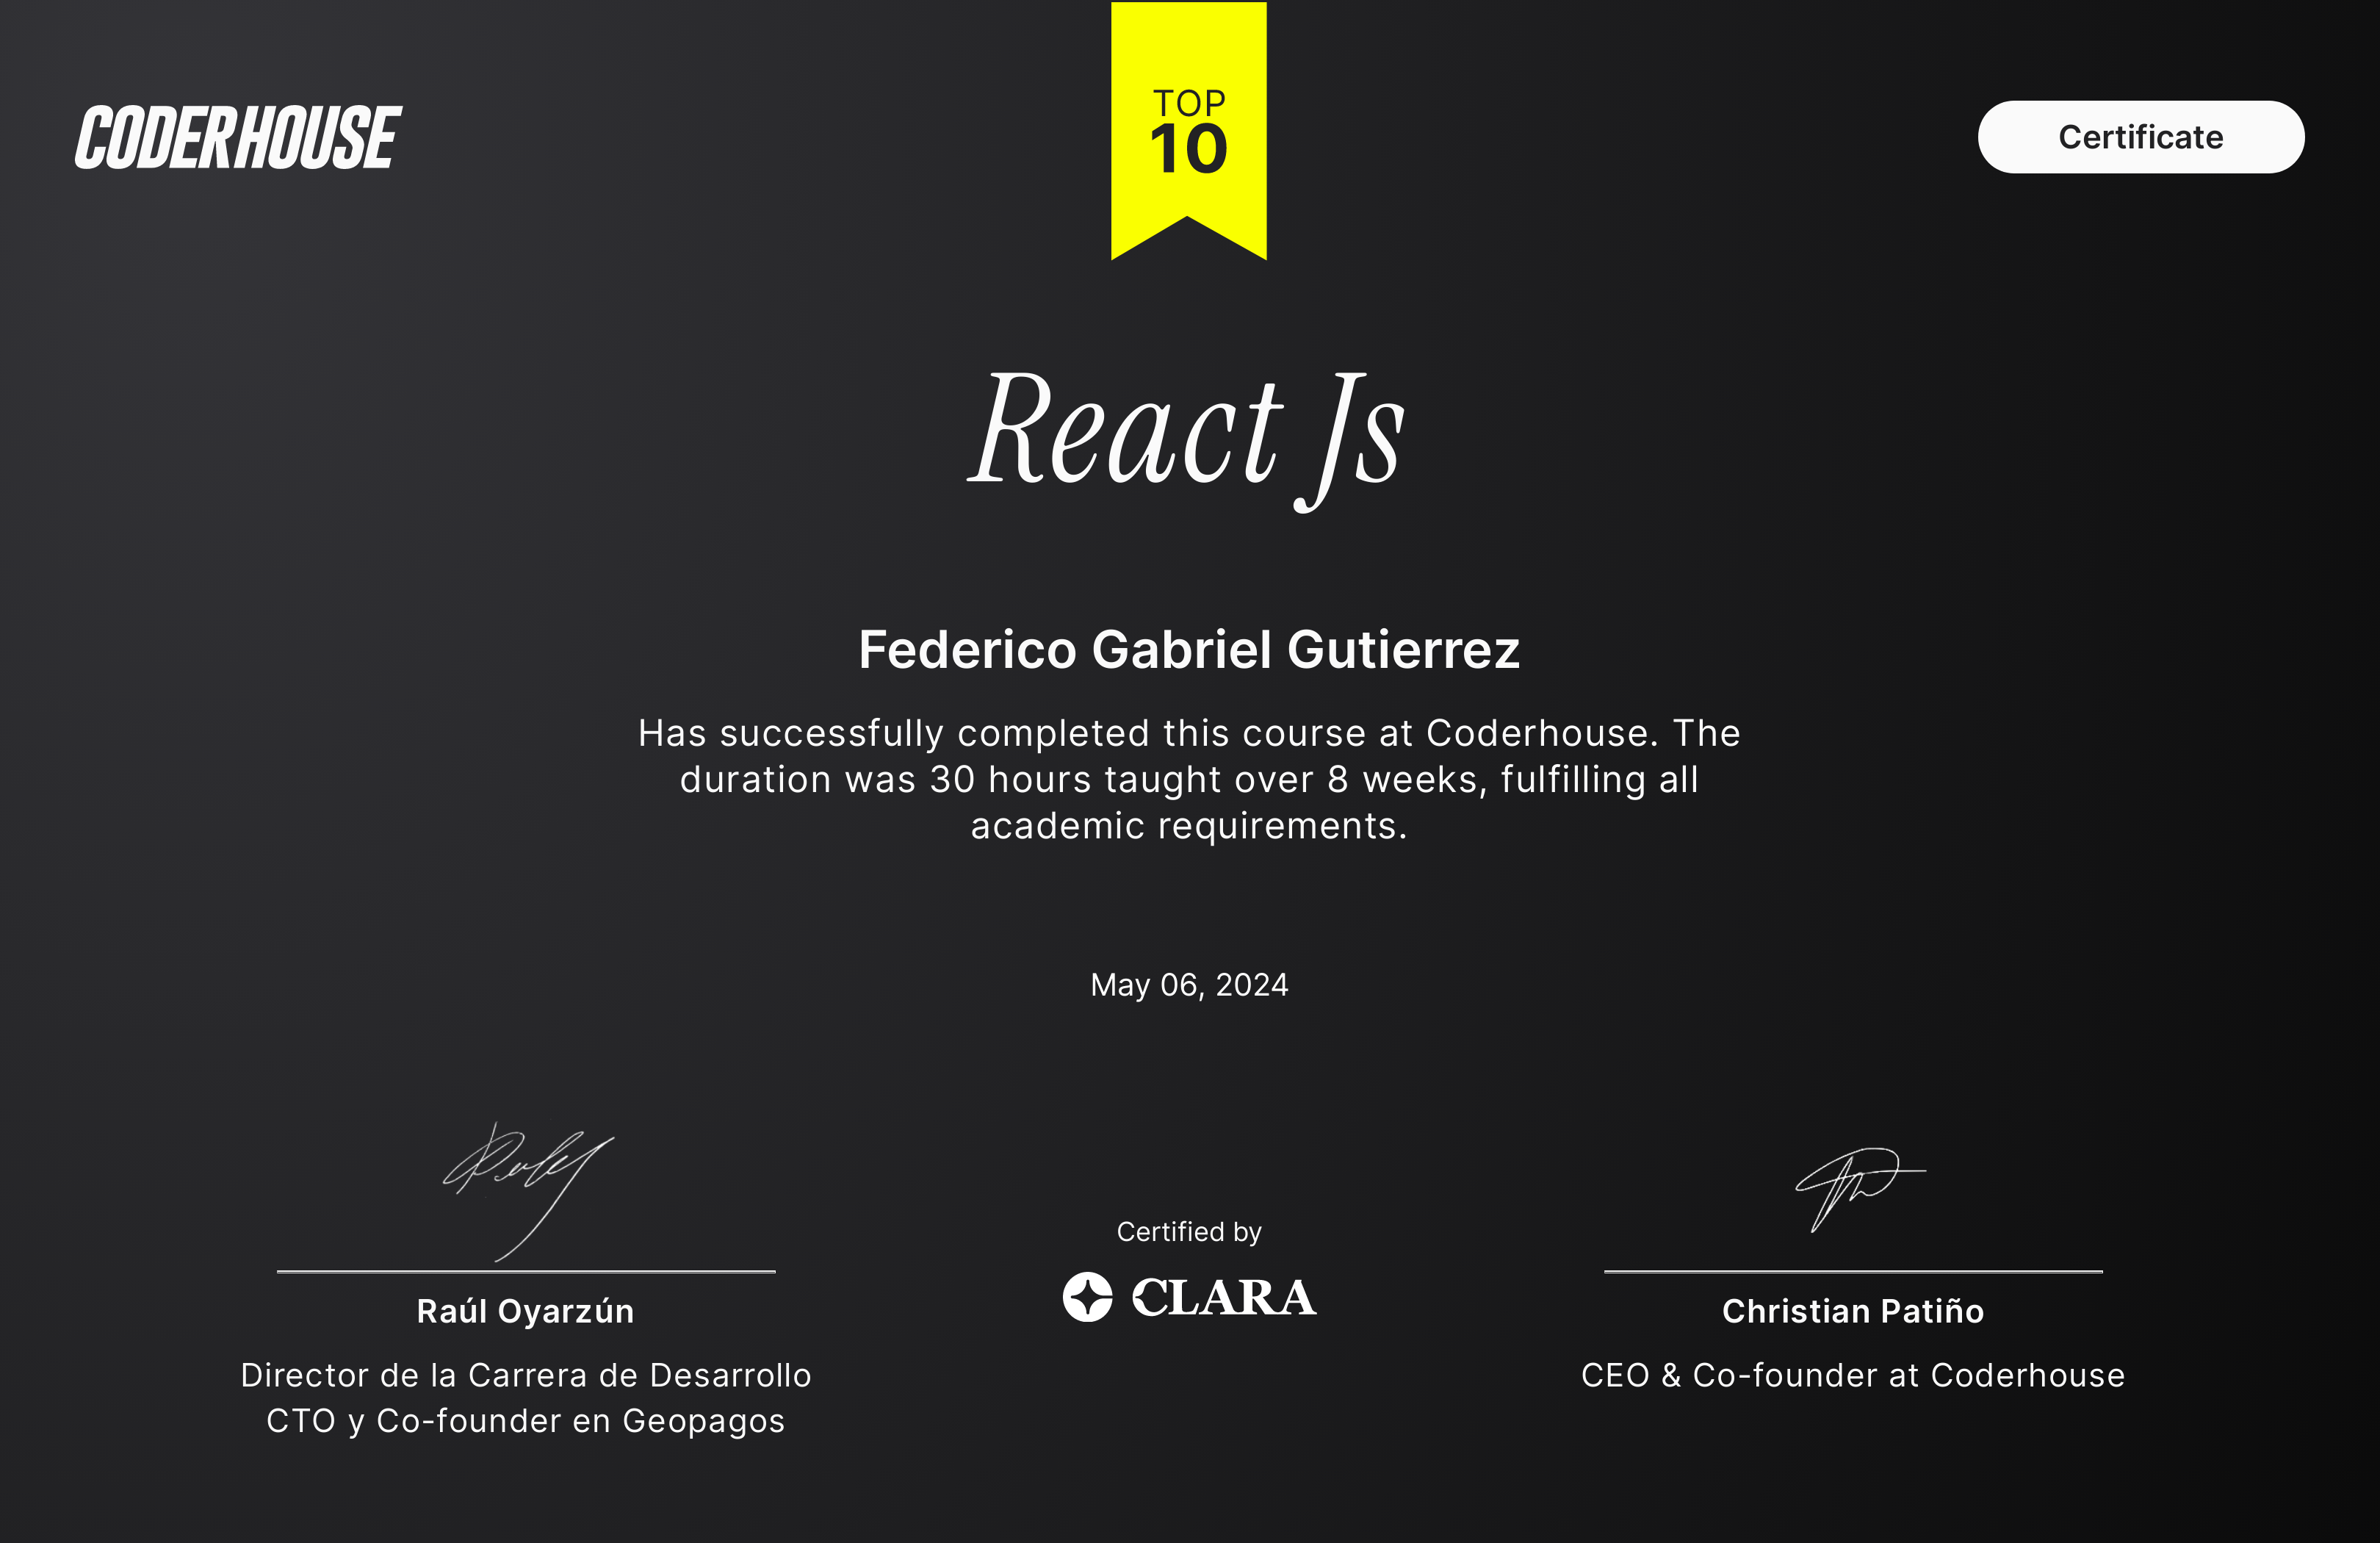 CODERHOUSE
TOP
10
Certificate
React Js
Federico Gabriel Gutierrez
Has successfully completed this course at Coderhouse. The
duration was 30 hours taught over 8 weeks, fulfilling all
academic requirements.
May 06, 2024
Raúl Oyarzún
Director de la Carrera de Desarrollo
CTO y Co-founder en Geopagos
Certified by
CLARA
Christian Patiño
CEO & Co-founder at Coderhouse